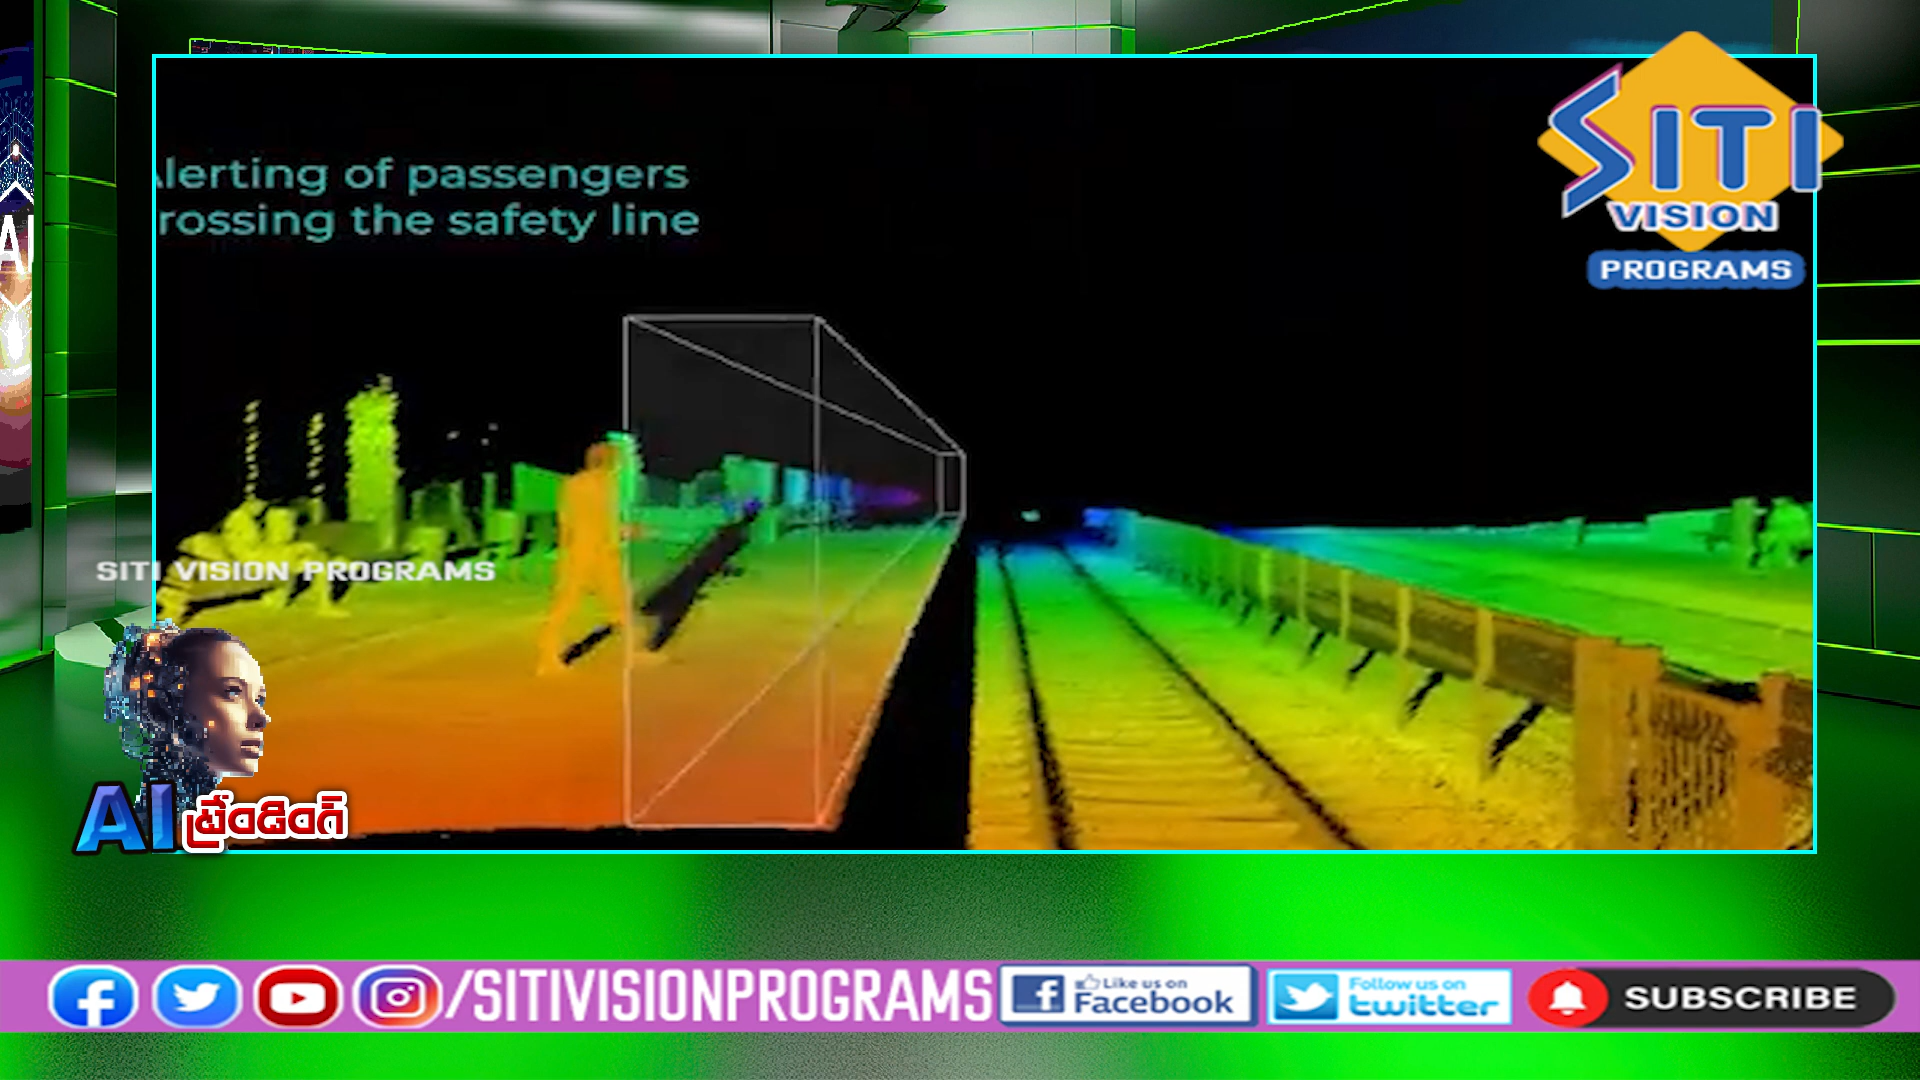 AI
lerting of passengers
rossing the safety line
SITI
VISION
PROGRAMS
SITI VISION PROGRAMS
AI ట్రేండింగ్
/SITIVISIONPROGRAMS
Like us on
Facebook
Follow us on
twitter
SUBSCRIBE